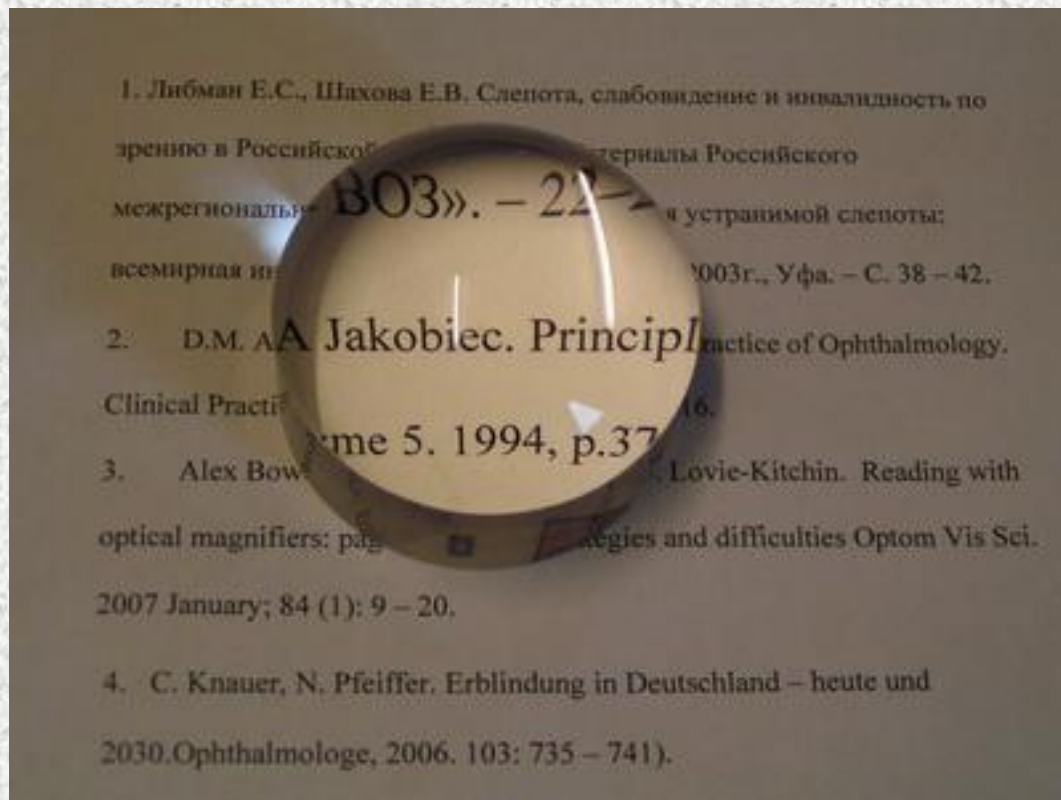 1. Либман Е.С., Шахова Е.В. Слепота, слабовидение и инвалидность по
зрению в Российской Российского
межрегиональн ВОЗ». – 22– устранимой слепоты:
всемирная 2003г., Уфа. – С. 38 – 42.
2. D.M. A Jakobiec. Principl ractice of Ophthalmology.
Clinical Practi me 5. 1994, p.37 16.
3. Alex Bow Lovie-Kitchin. Reading with
optical magnifiers: pag egies and difficulties Optom Vis Sci.
2007 January; 84 (1): 9 – 20.
4. C. Knauer, N. Pfeiffer. Erblindung in Deutschland – heute und
2030.Ophthalmologe, 2006. 103: 735 – 741).